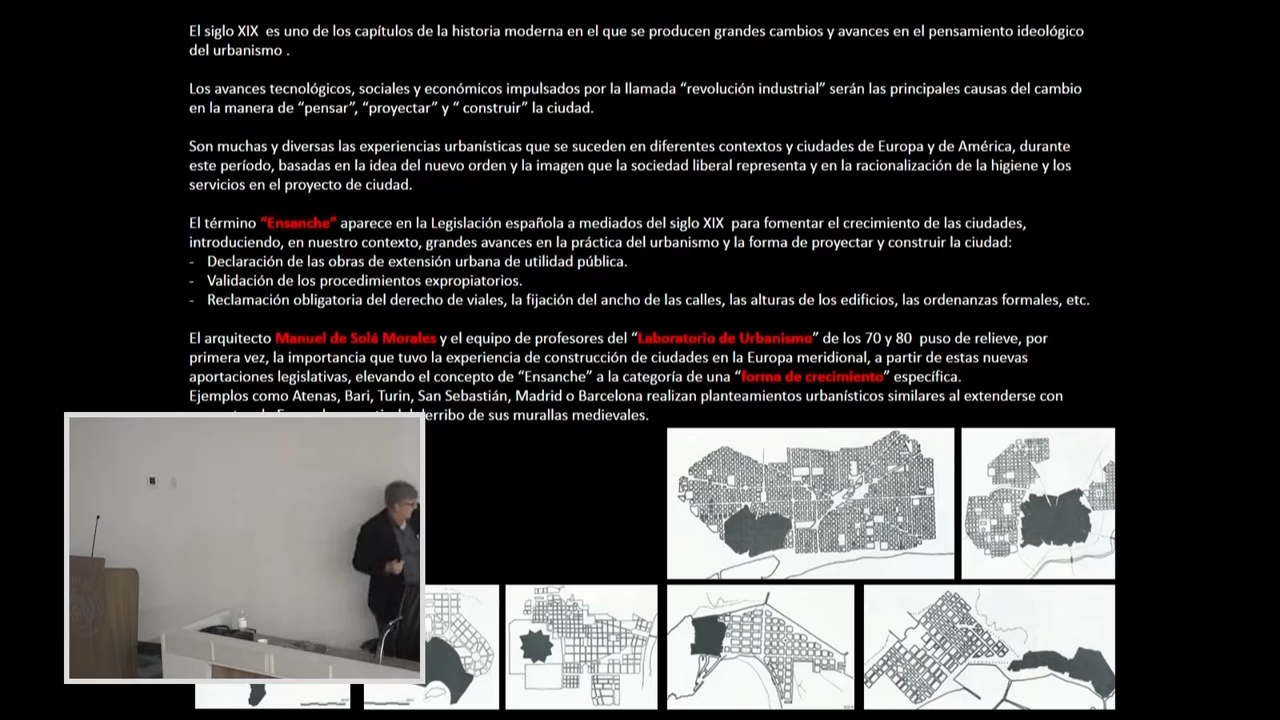 El siglo XIX es uno de los capítulos de la historia moderna en el que se producen grandes cambios y avances en el pensamiento ideológico
del urbanismo .
Los avances tecnológicos, sociales y económicos impulsados por la llamada “revolución industrial” serán las principales causas del cambio
en la manera de “pensar”, “proyectar” y “ construir” la ciudad.
Son muchas y diversas las experiencias urbanísticas que se suceden en diferentes contextos y ciudades de Europa y de América, durante
este período, basadas en la idea del nuevo orden y la imagen que la sociedad liberal representa y en la racionalización de la higiene y los
servicios en el proyecto de ciudad.
El término “Ensanche” aparece en la Legislación española a mediados del siglo XIX para fomentar el crecimiento de las ciudades,
introduciendo, en nuestro contexto, grandes avances en la práctica del urbanismo y la forma de proyectar y construir la ciudad:
- Declaración de las obras de extensión urbana de utilidad pública.
- Validación de los procedimientos expropiatorios.
- Reclamación obligatoria del derecho de viales, la fijación del ancho de las calles, las alturas de los edificios, las ordenanzas formales, etc.
El arquitecto Manuel de Solá Morales y el equipo de profesores del “Laboratorio de Urbanismo” de los 70 y 80 puso de relieve, por
primera vez, la importancia que tuvo la experiencia de construcción de ciudades en la Europa meridional, a partir de estas nuevas
aportaciones legislativas, elevando el concepto de “Ensanche” a la categoría de una “forma de crecimiento” específica.
Ejemplos como Atenas, Bari, Turin, San Sebastián, Madrid o Barcelona realizan planteamientos urbanísticos similares al extenderse con
derribo de sus murallas medievales.